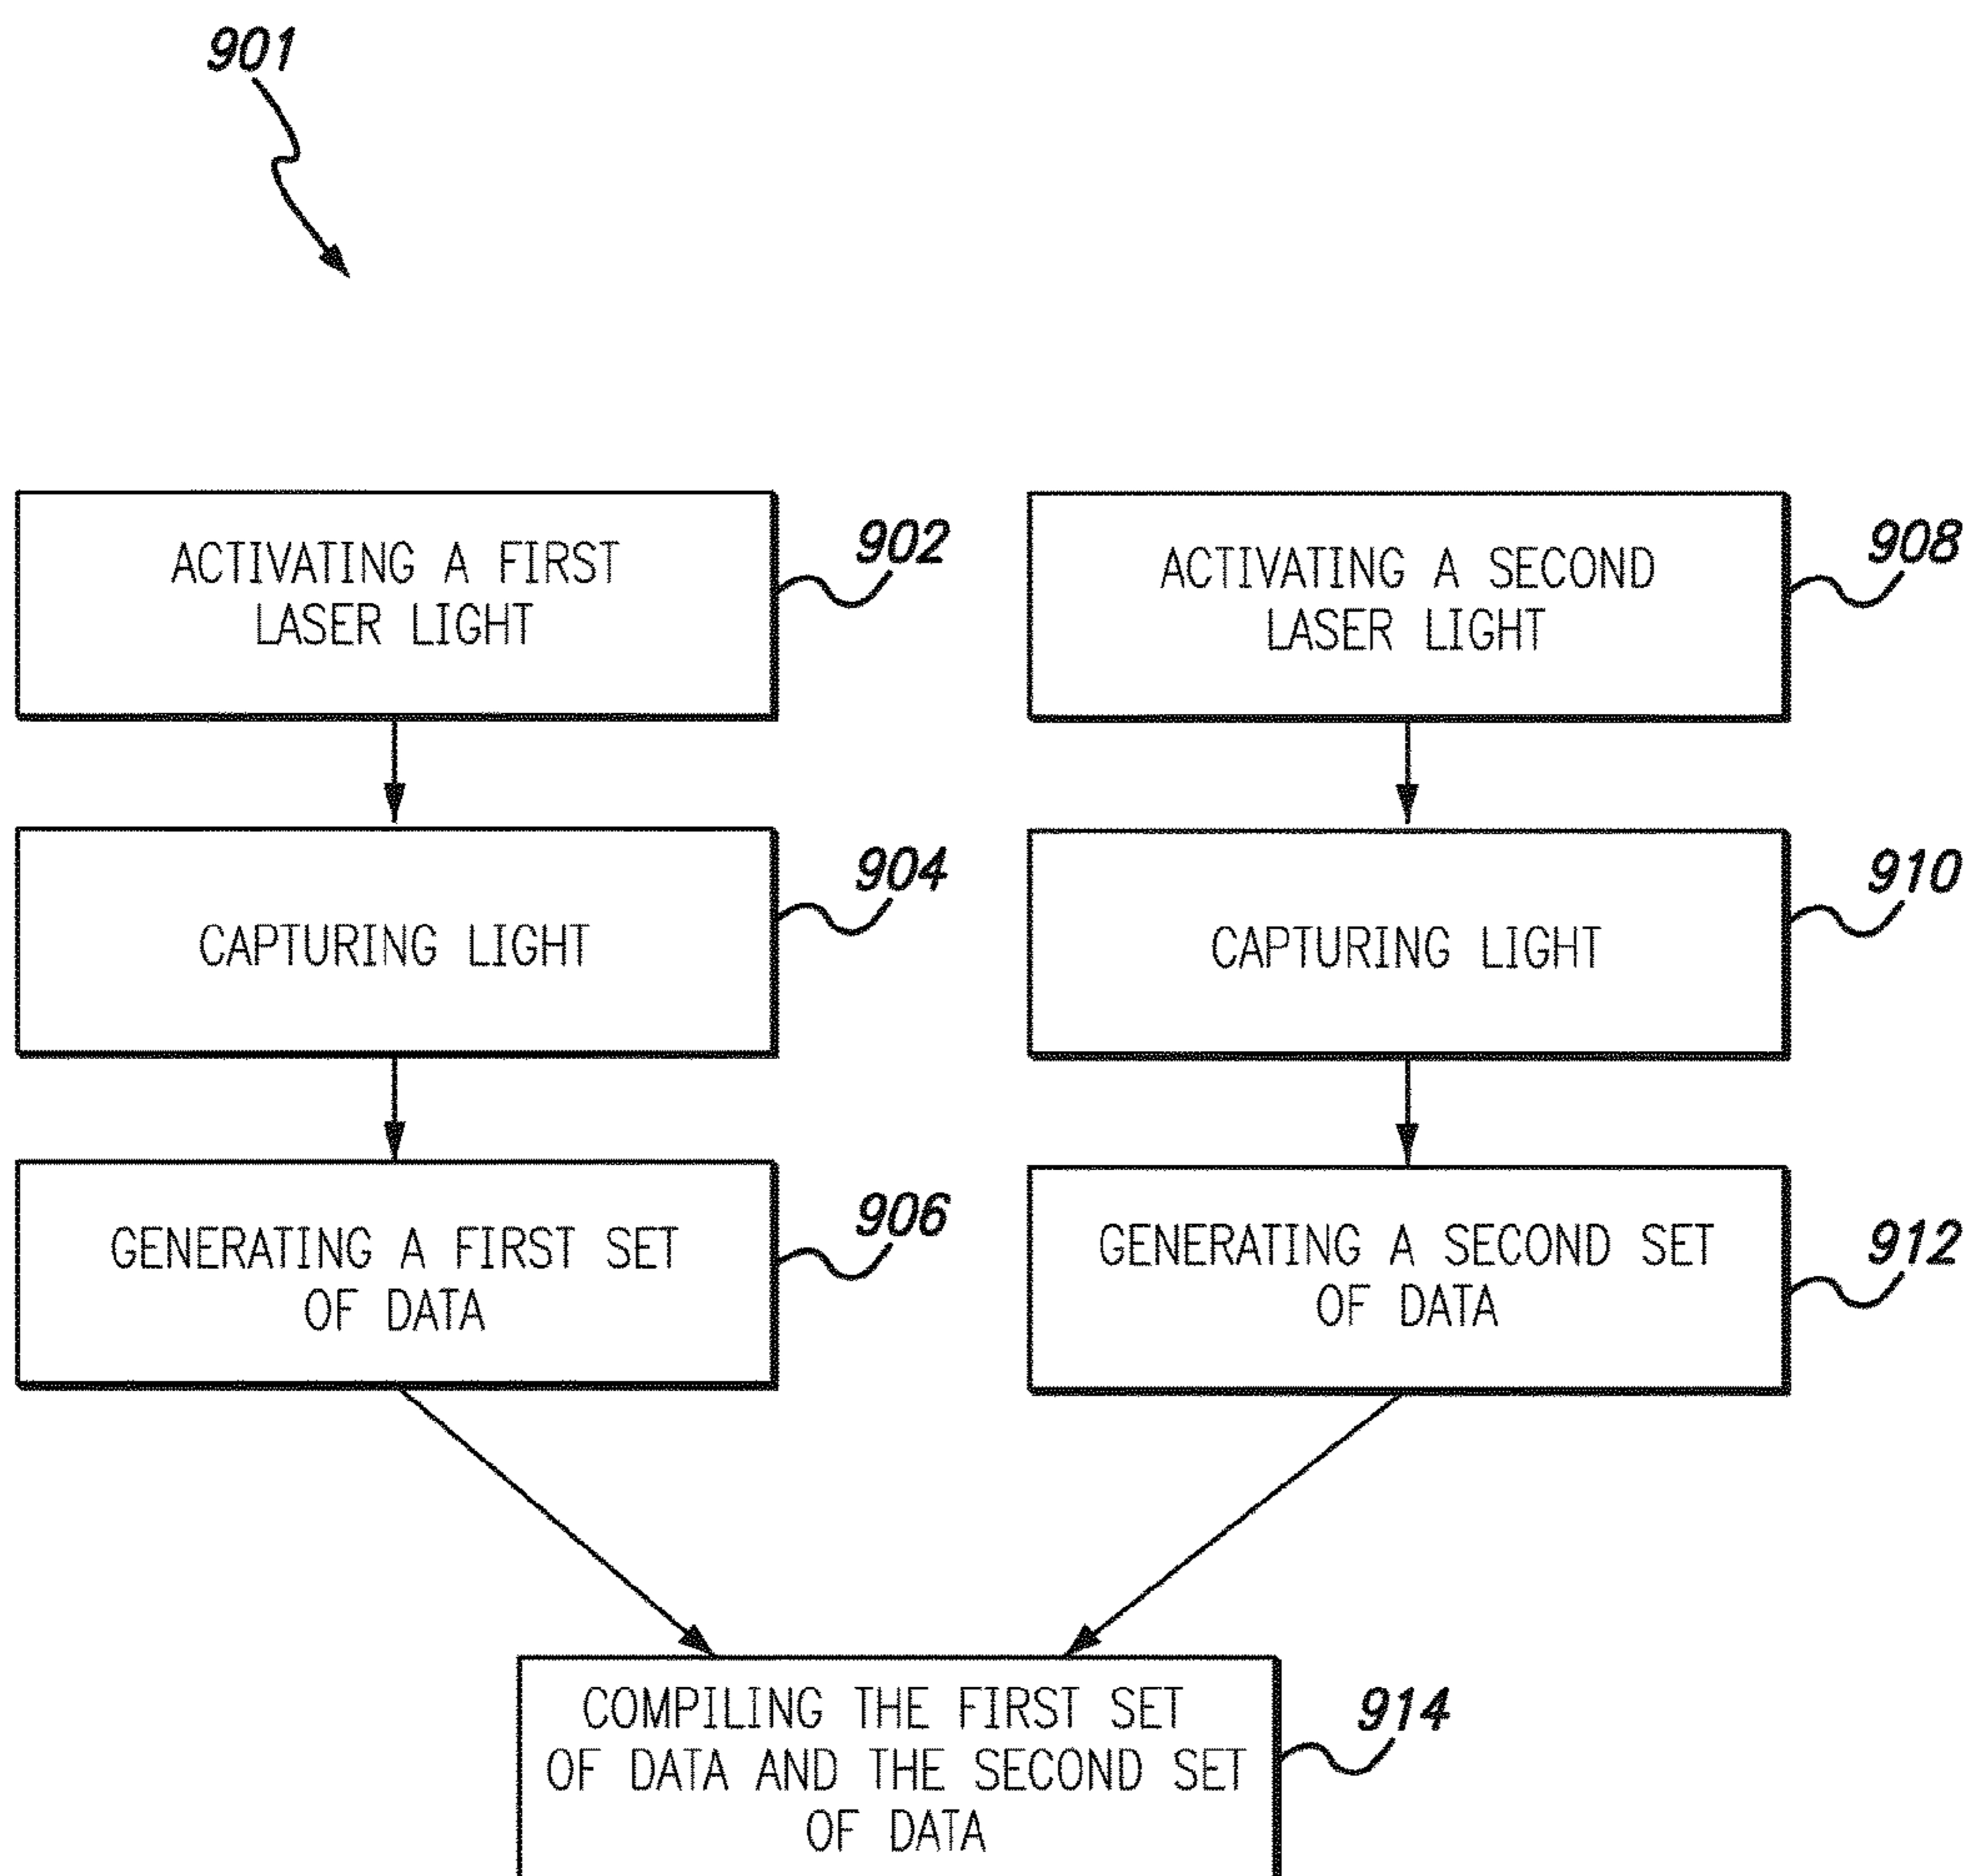 901
ACTIVATING A FIRST
LASER LIGHT
902
CAPTURING LIGHT
904
GENERATING A FIRST SET
OF DATA
906
ACTIVATING A SECOND
LASER LIGHT
908
CAPTURING LIGHT
910
GENERATING A SECOND SET
OF DATA
912
COMPILING THE FIRST SET
OF DATA AND THE SECOND SET
OF DATA
914